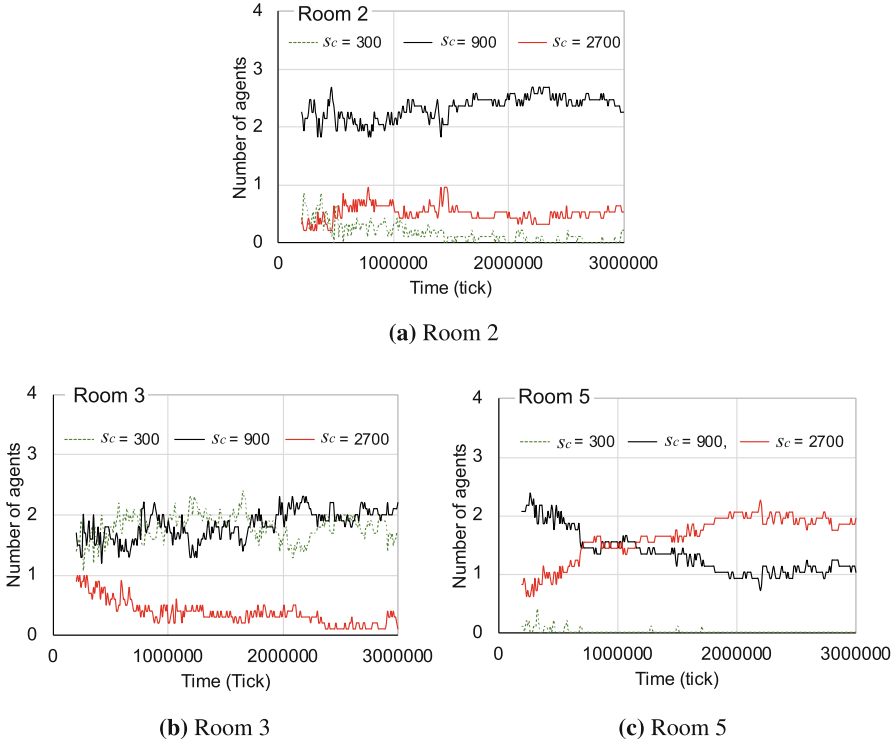 Room 2
Sc = 300 Sc = 900 Sc = 2700
Number of agents
4
3
2
1
0
0 1000000 2000000 3000000
Time (tick)
(a) Room 2
Room 3
Sc = 300 Sc = 900 Sc = 2700
Number of agents
4
3
2
1
0
0 1000000 2000000 3000000
Time (Tick)
(b) Room 3
Room 5
Sc = 300 Sc = 900, Sc = 2700
Number of agents
4
3
2
1
0
0 1000000 2000000 3000000
Time (tick)
(c) Room 5